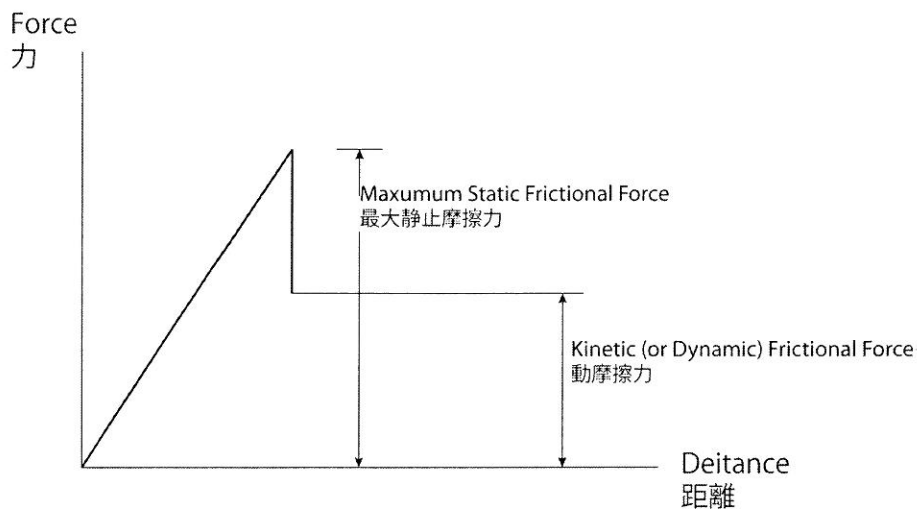 Force
力
Maxumum Static Frictional Force
最大静止摩擦力
Kinetic (or Dynamic) Frictional Force
動摩擦力
Deitance
距離